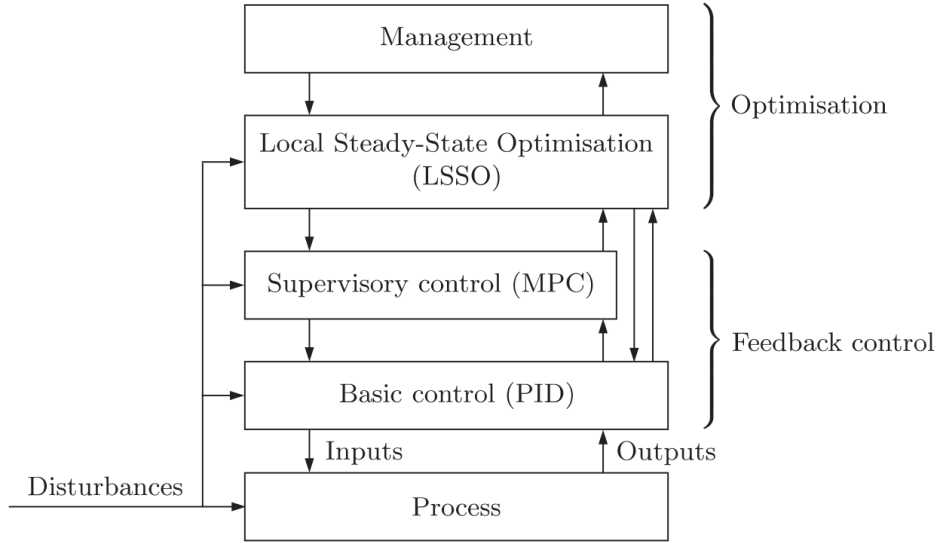 Management
Optimisation
Local Steady-State Optimisation
(LSSO)
Supervisory control (MPC)
Feedback control
Basic control (PID)
Inputs
Outputs
Disturbances
Process